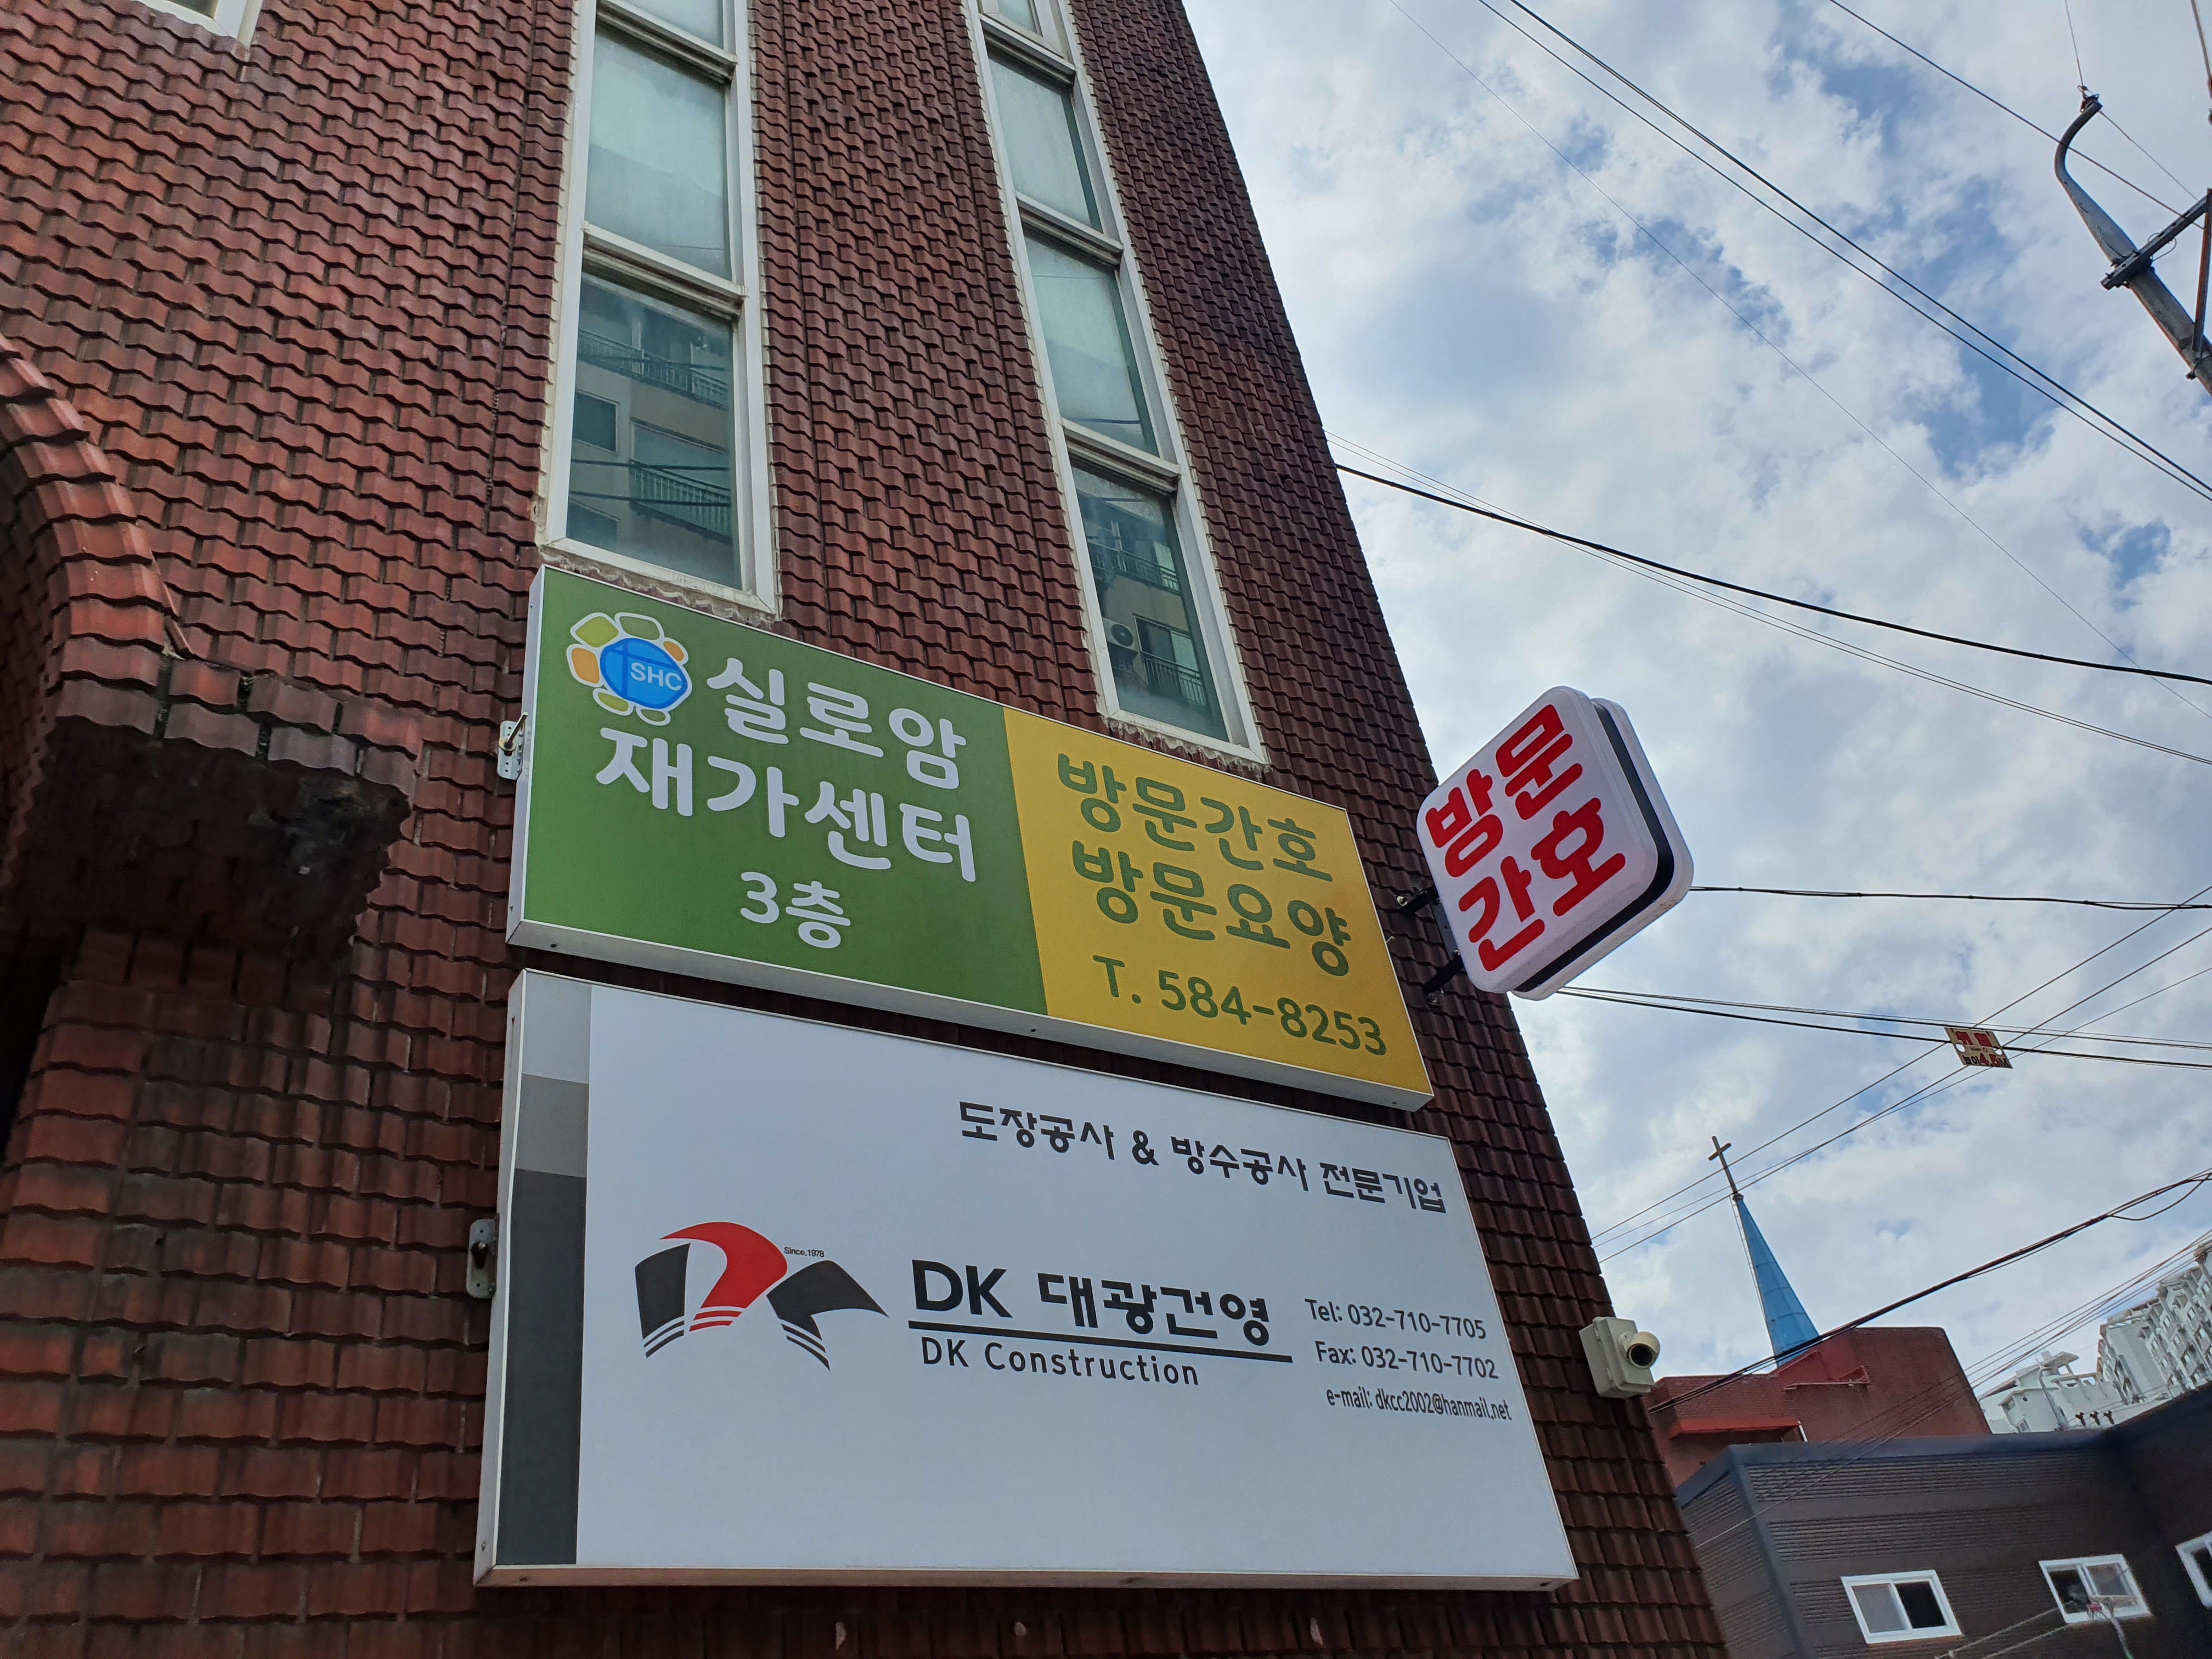 SHC
실로암
재가센터
3층
방문간호
방문요양
T. 584-8253
방문
간호
도장공사 & 방수공사 전문기업
Since.1978
DK 대광건영
DK Construction
Tel: 032-710-7705
Fax: 032-710-7702
e-mail: dkcc2002@hanmail.net